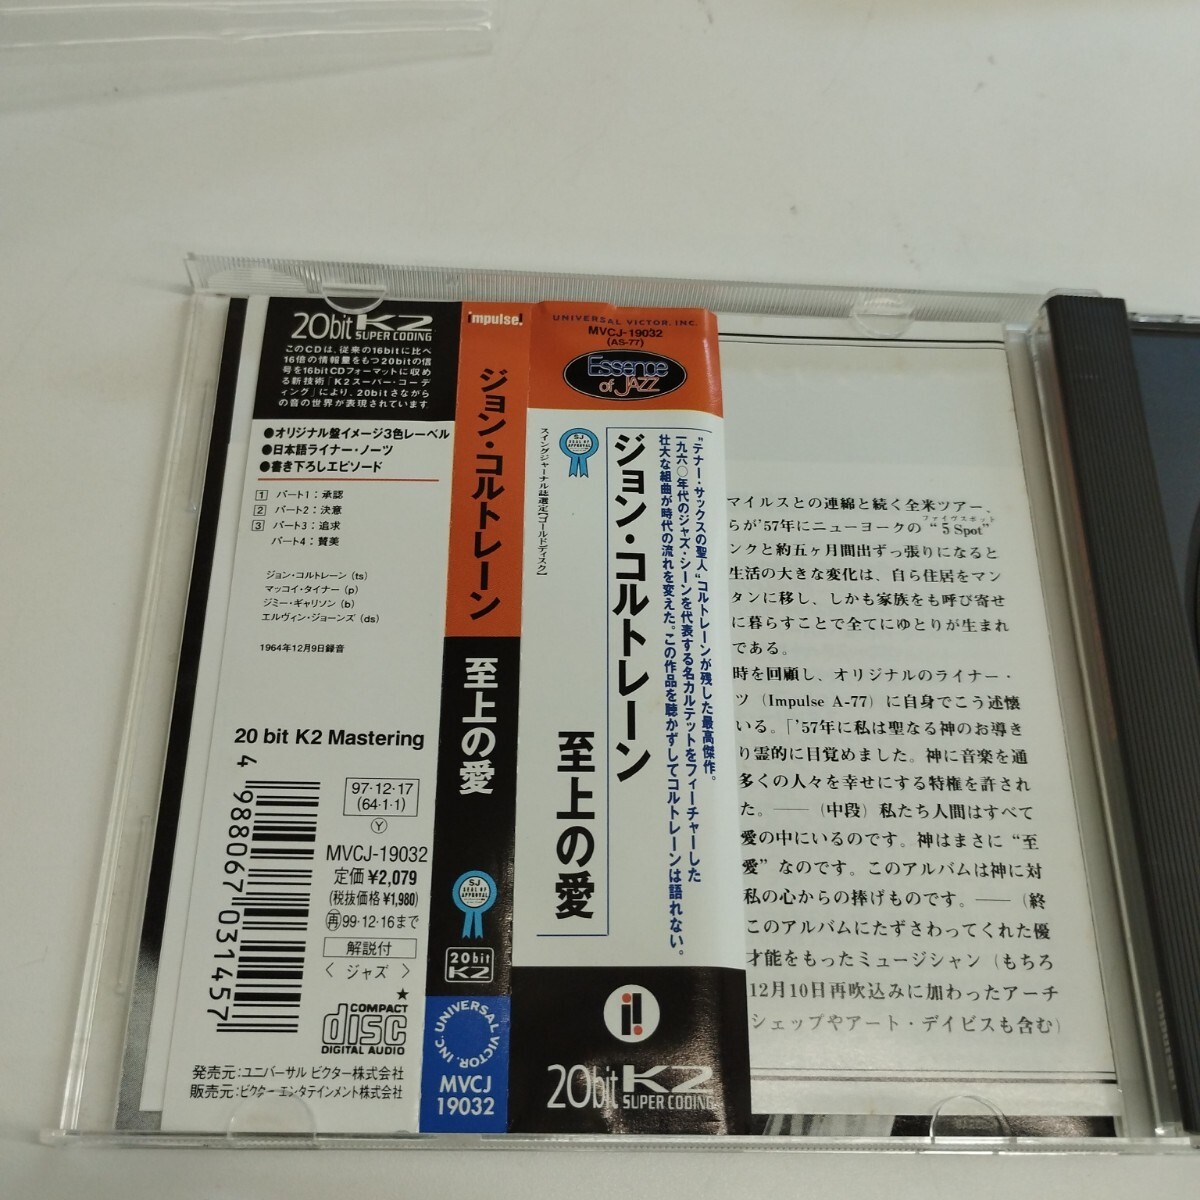 20bit K2
SUPER CODING
このCDは、従来の16bitに比べ
16倍の情報量をもつ20bitの信
号を16bit CDフォーマットに収め
る新技術「K2スーパー・コーデ
ィング」により、20bitさながら
の音の世界が表現されています。
●オリジナル盤イメージ3色レーベル
●日本語ライナー・ノーツ
●書き下ろしエピソード
1 パート1:承認
2 パート2:決意
3 パート3:追求
パート4:賛美
ジョン・コルトレーン (ts)
マッコイ・タイナー (p)
ジミー・ギャリソン (b)
エルヴィン・ジョーンズ (ds)
1964年12月9日録音
20 bit K2 Mastering
4 988067 031457
97・12・17
(64・1・1)
Y
MVCJ-19032
定価 ¥2,079
(税抜価格¥1,980)
再99・12・16まで
解説付
〈 ジャズ 〉
★
COMPACT
disc
DIGITAL AUDIO
発売元:ユニバーサル ビクター株式会社
販売元:ビクター エンタテインメント株式会社
impulse!
ジョン・コルトレーン
至上の愛
SJ
SEAL OF
APPROVAL
20bit
K2
UNIVERSAL VICTOR, INC.
MVCJ
19032
UNIVERSAL VICTOR, INC.
MVCJ-19032
(AS-77)
Essence
of JAZZ
"テナー・サックスの聖人"コルトレーンが残した最高傑作。
一九六〇年代のジャズ・シーンを代表する名カルテットをフィーチャーした
壮大な組曲が時代の流れを変えた。この作品を聴かずしてコルトレーンは語れない。
ジョン・コルトレーン
至上の愛
SJ
SEAL OF
APPROVAL
スイングジャーナル誌選定【ゴールドディスク】
i!
20bit K2
SUPER CODING
マイルスとの連綿と続く全米ツアー、
らが'57年にニューヨークの"5 Spot"
ファイヴスポット
ンクと約五ヶ月間出ずっ張りになると
生活の大きな変化は、自ら住居をマン
タンに移し、しかも家族をも呼び寄せ
に暮らすことで全てにゆとりが生まれ
である。
時を回顧し、オリジナルのライナー・
ツ (Impulse A-77) に自身でこう述懐
いる。「'57年に私は聖なる神のお導き
り霊的に目覚めました。神に音楽を通
多くの人々を幸せにする特権を許され
た。――(中段)私たち人間はすべて
愛の中にいるのです。神はまさに"至
愛"なのです。このアルバムは神に対
私の心からの捧げものです。――(終
このアルバムにたずさわってくれた優
才能をもったミュージシャン(もちろ
12月10日再吹込みに加わったアーチ
シェップやアート・デイビスも含む)